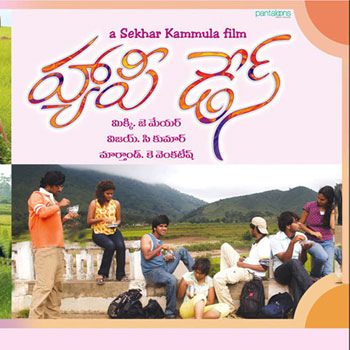 pantaloons
a Sekhar Kammula film
హ్యాపీ డేస్
మిక్కి. జె మేయర్
విజయ్. సి కుమార్
మార్తాండ్. కె వెంకటేష్